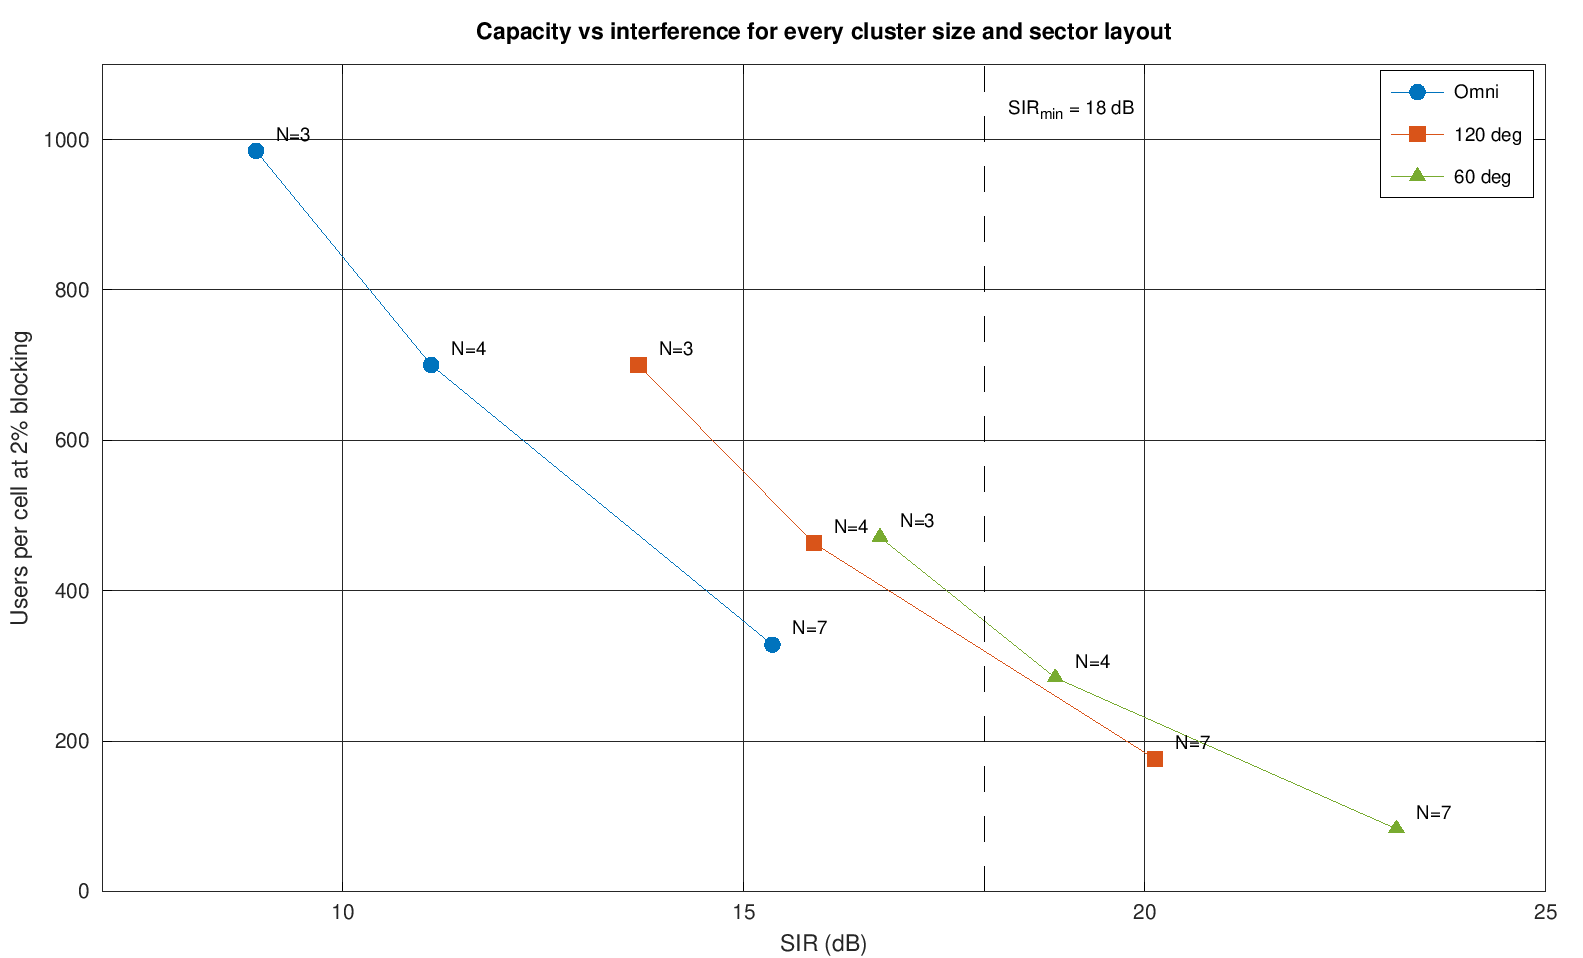 Capacity vs interference for every cluster size and sector layout
Users per cell at 2% blocking
1000
800
600
400
200
0
10
15
20
25
SIR (dB)
SIRmin = 18 dB
Omni
120 deg
60 deg
N=3
N=4
N=7
N=3
N=4
N=7
N=3
N=4
N=7